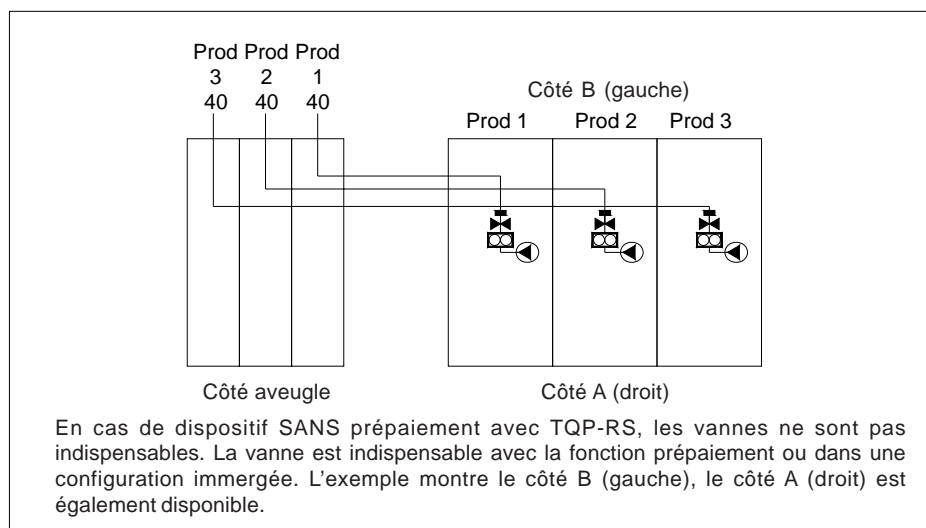 Prod Prod Prod
3 2 1
40 40 40
Côté B (gauche)
Prod 1 Prod 2 Prod 3
Côté aveugle
Côté A (droit)
En cas de dispositif SANS prépaiement avec TQP-RS, les vannes ne sont pas
indispensables. La vanne est indispensable avec la fonction prépaiement ou dans une
configuration immergée. L'exemple montre le côté B (gauche), le côté A (droit) est
également disponible.